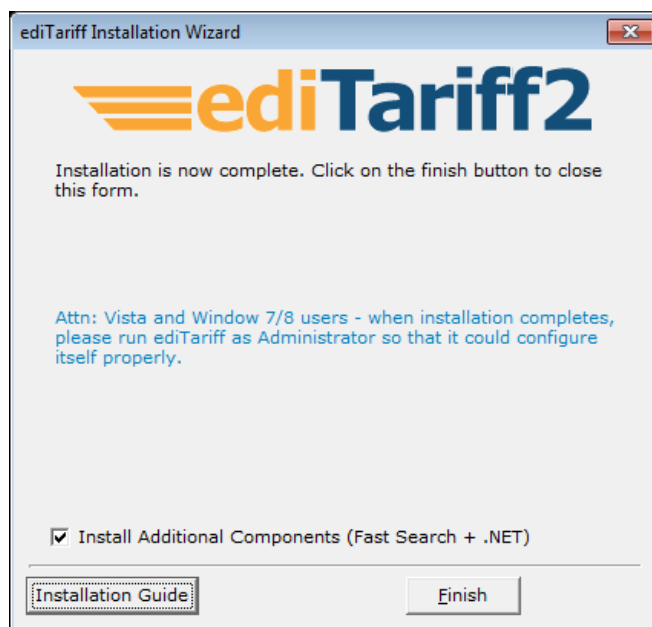 ediTariff Installation Wizard
ediTariff2
Installation is now complete. Click on the finish button to close
this form.
Attn: Vista and Window 7/8 users - when installation completes,
please run ediTariff as Administrator so that it could configure
itself properly.
Install Additional Components (Fast Search + .NET)
Installation Guide
Finish